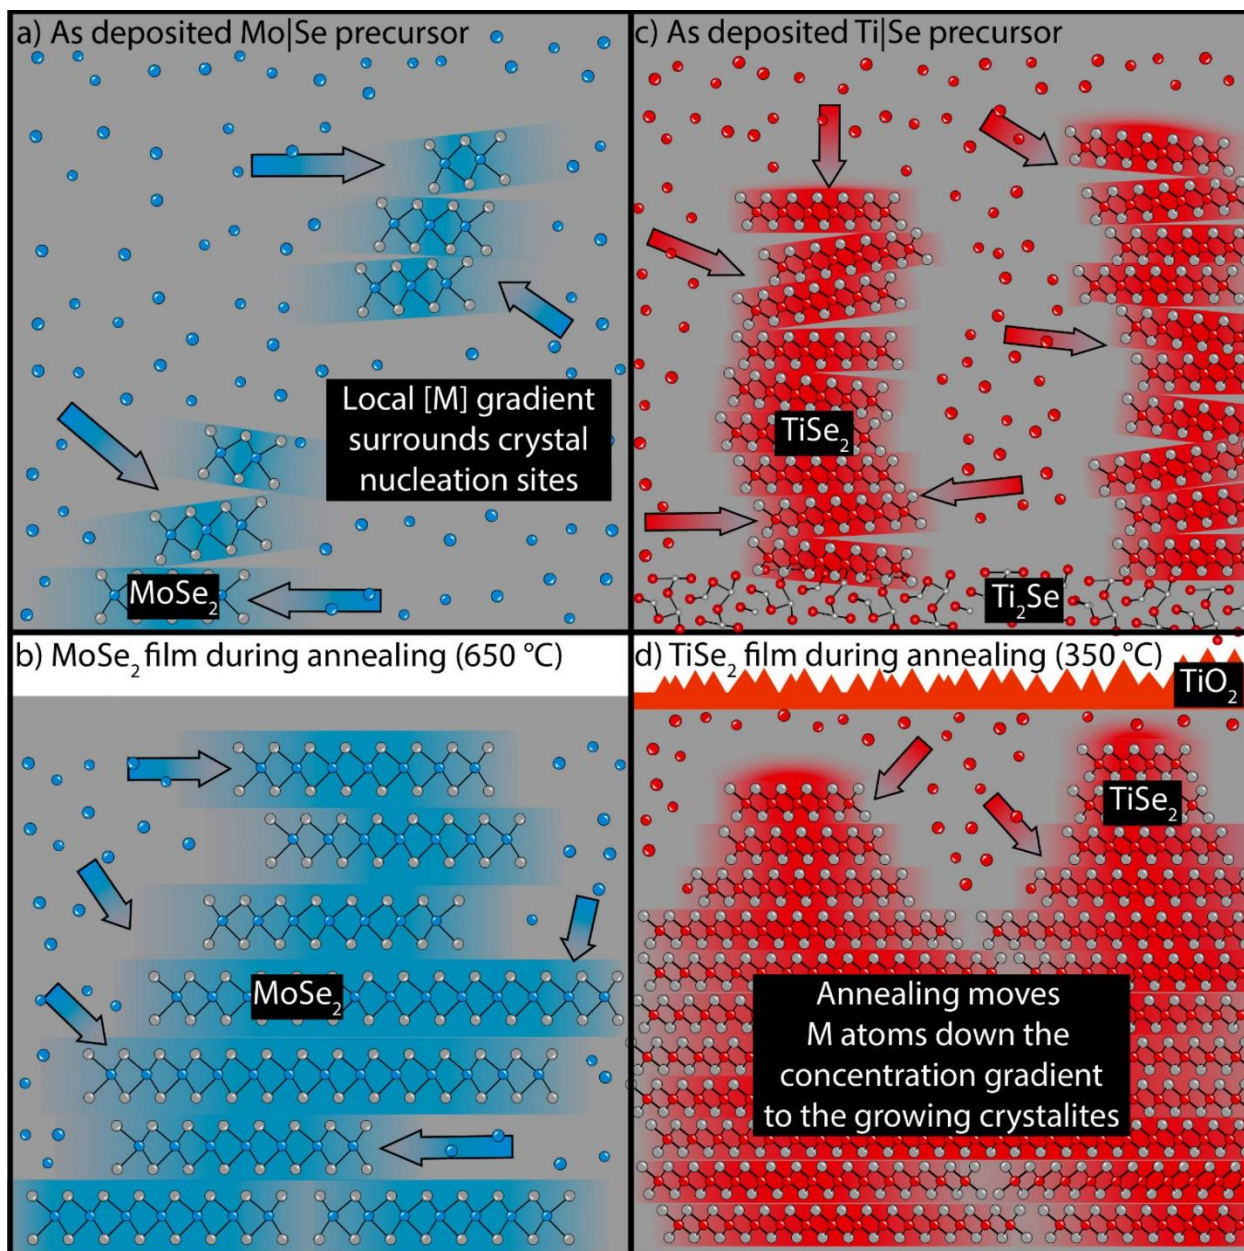 a) As deposited Mo|Se precursor
Local [M] gradient
surrounds crystal
nucleation sites
MoSe₂
c) As deposited Ti|Se precursor
TiSe₂
Ti₂Se
b) MoSe₂ film during annealing (650 °C)
MoSe₂
d) TiSe₂ film during annealing (350 °C)
TiO₂
TiSe₂
Annealing moves
M atoms down the
concentration gradient
to the growing crystalites